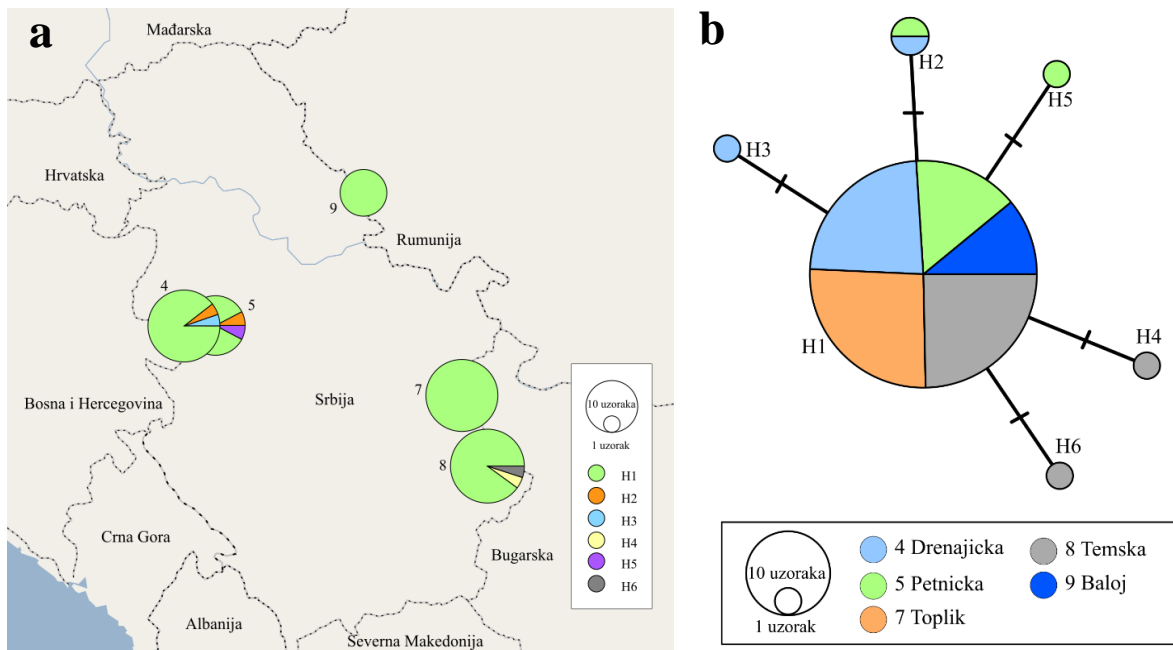 a
Mađarska
Hrvatska
9
Rumunija
4
5
Bosna i Hercegovina
Srbija
7
8
Crna Gora
Bugarska
Albanija
Severna Makedonija
10 uzoraka
1 uzorak
H1
H2
H3
H4
H5
H6
b
H2
H5
H3
H1
H4
H6
10 uzoraka
1 uzorak
4 Drenajicka
5 Petnicka
7 Toplik
8 Temska
9 Baloj